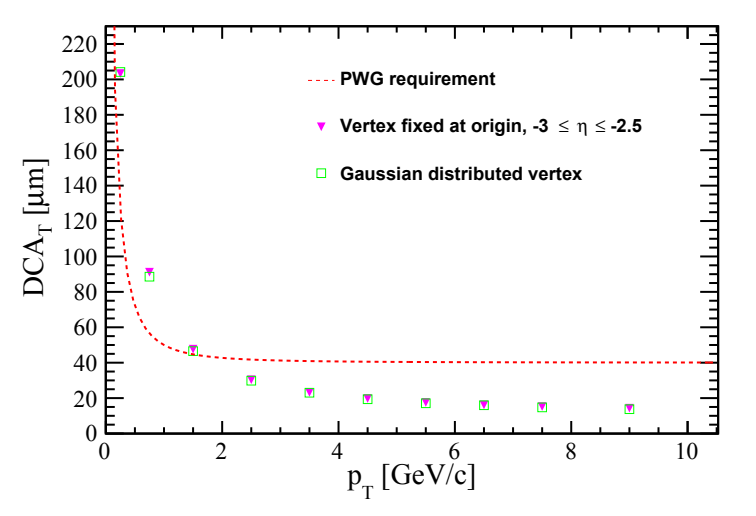 DCA_T [μm]
220
200
180
160
140
120
100
80
60
40
20
0
PWG requirement
Vertex fixed at origin, -3 ≤ η ≤ -2.5
Gaussian distributed vertex
0 2 4 6 8 10
p_T [GeV/c]